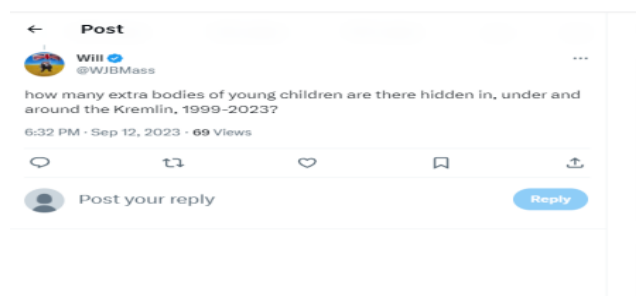 ← Post
Will
@WJBMass
how many extra bodies of young children are there hidden in, under and
around the Kremlin, 1999-2023?
6:32 PM · Sep 12, 2023 · 69 Views
Post your reply
Reply